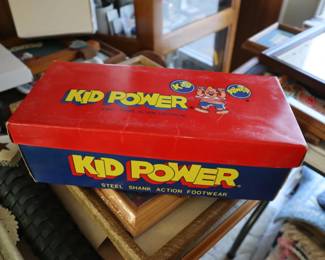 KID POWER
KID POWER®
STEEL SHANK ACTION FOOTWEAR